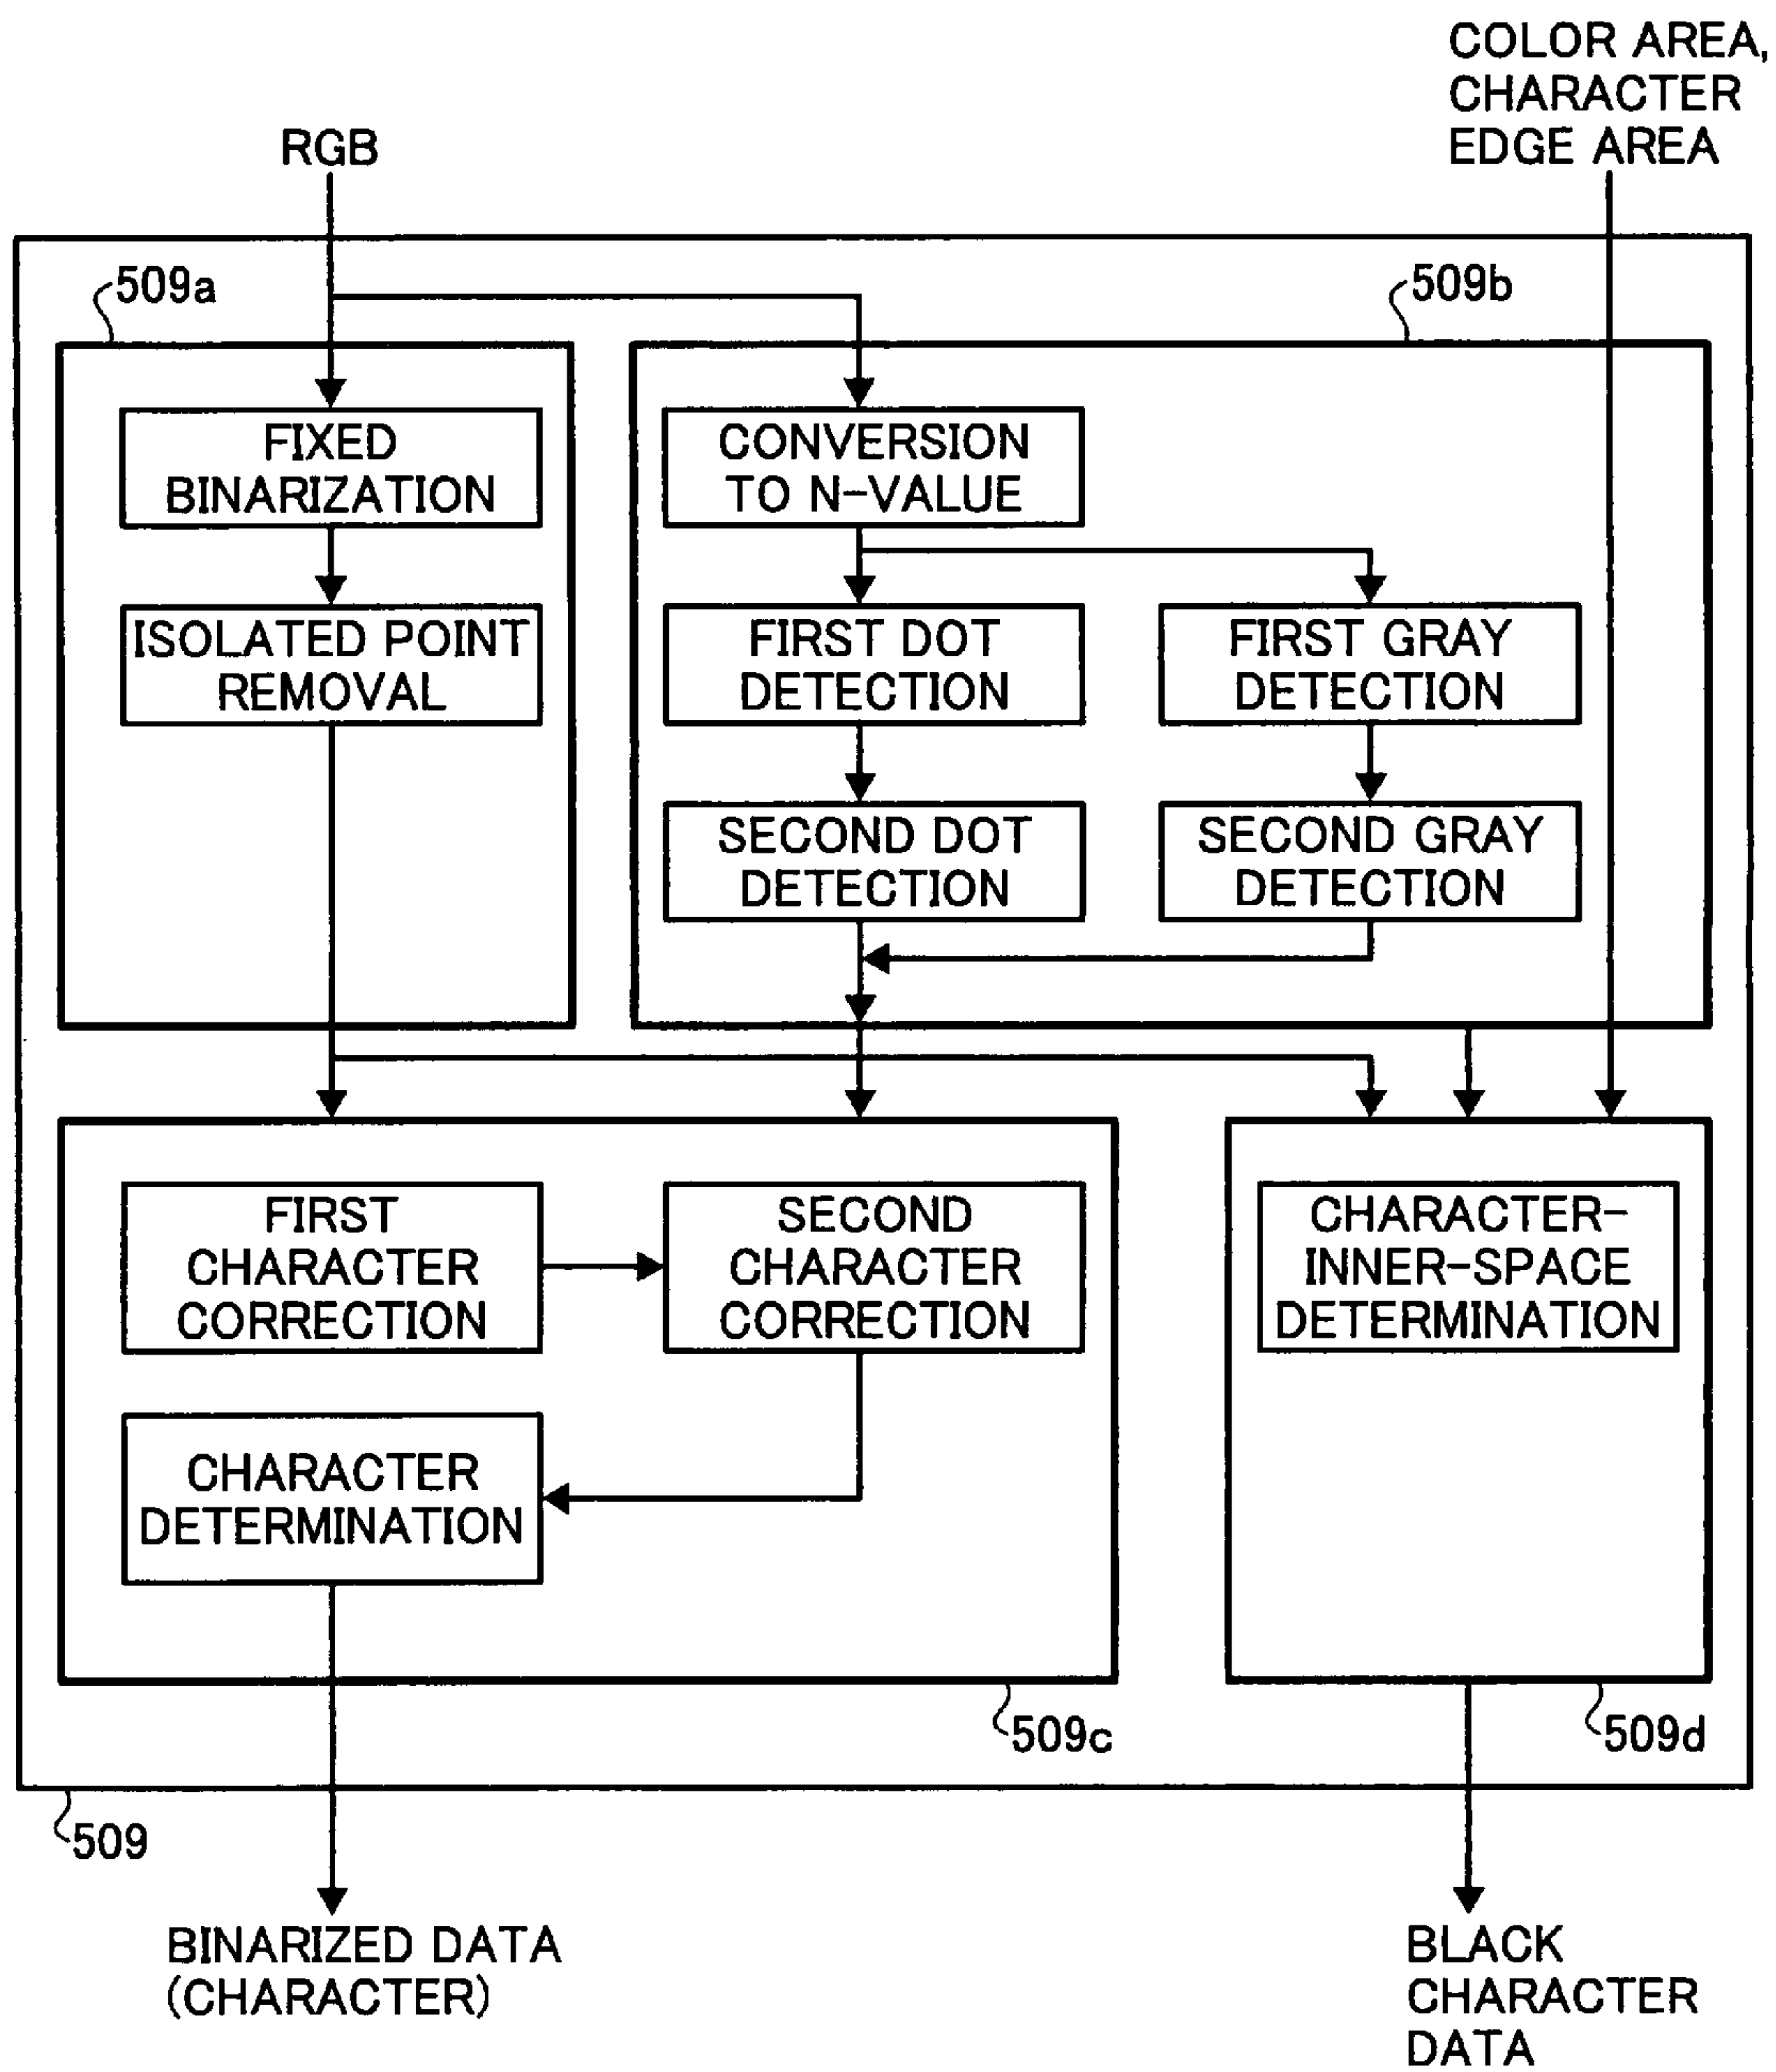 COLOR AREA,
CHARACTER
EDGE AREA
RGB
509a
509b
FIXED
BINARIZATION
CONVERSION
TO N-VALUE
ISOLATED POINT
REMOVAL
FIRST DOT
DETECTION
FIRST GRAY
DETECTION
SECOND DOT
DETECTION
SECOND GRAY
DETECTION
FIRST
CHARACTER
CORRECTION
SECOND
CHARACTER
CORRECTION
CHARACTER-
INNER-SPACE
DETERMINATION
CHARACTER
DETERMINATION
509c
509d
509
BINARIZED DATA
(CHARACTER)
BLACK
CHARACTER
DATA